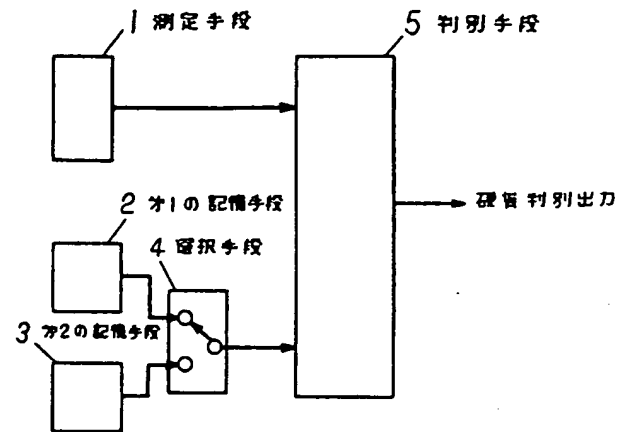 1 測定手段
5 判別手段
2 才1の記憶手段
4 選択手段
3 才2の記憶手段
硬貨判別出力